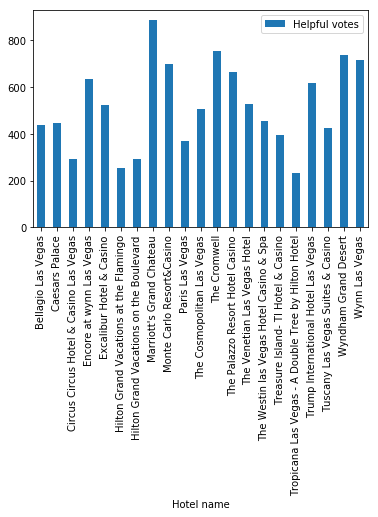 Helpful votes
800
600
400
200
0
Bellagio Las Vegas
Caesars Palace
Circus Circus Hotel & Casino Las Vegas
Encore at wynn Las Vegas
Excalibur Hotel & Casino
Hilton Grand Vacations at the Flamingo
Hilton Grand Vacations on the Boulevard
Marriott's Grand Chateau
Monte Carlo Resort&Casino
Paris Las Vegas
The Cosmopolitan Las Vegas
The Cromwell
The Palazzo Resort Hotel Casino
The Venetian Las Vegas Hotel
The Westin las Vegas Hotel Casino & Spa
Treasure Island- TI Hotel & Casino
Tropicana Las Vegas - A Double Tree by Hilton Hotel
Trump International Hotel Las Vegas
Tuscany Las Vegas Suites & Casino
Wyndham Grand Desert
Wynn Las Vegas
Hotel name